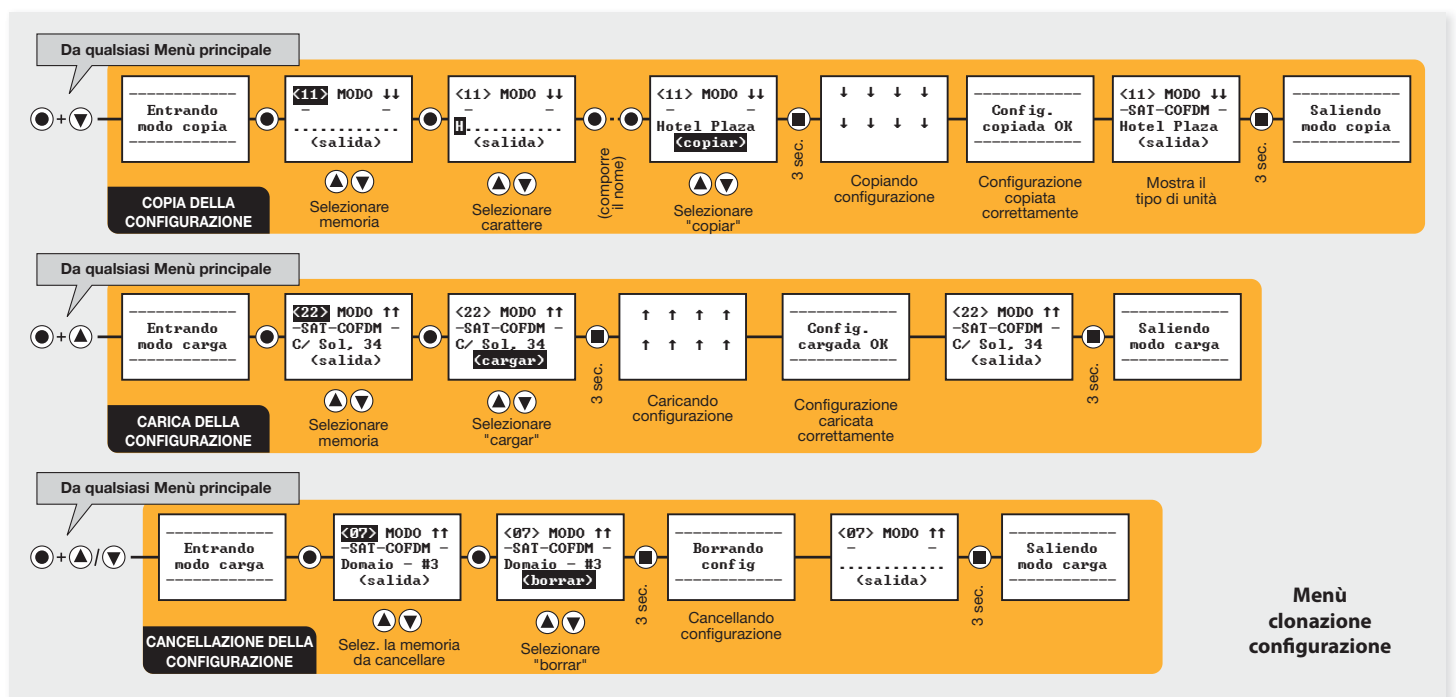 Da qualsiasi Menù principale
+
Entrando
modo copia
<11> MODO ↓↓
– –
............
(salida)
Selezionare
memoria
<11> MODO ↓↓
– –
H...........
(salida)
Selezionare
carattere
(comporre
il nome)
<11> MODO ↓↓
– –
Hotel Plaza
(copiar)
Selezionare
"copiar"
3 sec.
↓ ↓ ↓ ↓
↓ ↓ ↓ ↓
Copiando
configurazione
Config.
copiada OK
Configurazione
copiata
correttamente
<11> MODO ↓↓
-SAT-COFDM
Hotel Plaza
(salida)
Mostra il
tipo di unità
3 sec.
Saliendo
modo copia
COPIA DELLA
CONFIGURAZIONE
Da qualsiasi Menù principale
+
Entrando
modo carga
<22> MODO ↑↑
-SAT-COFDM -
C/ Sol, 34
(salida)
Selezionare
memoria
<22> MODO ↑↑
-SAT-COFDM -
C/ Sol, 34
(cargar)
Selezionare
"cargar"
3 sec.
↑ ↑ ↑ ↑
↑ ↑ ↑ ↑
Caricando
configurazione
Config.
cargada OK
Configurazione
caricata
correttamente
<22> MODO ↑↑
-SAT-COFDM -
C/ Sol, 34
(salida)
3 sec.
Saliendo
modo carga
CARICA DELLA
CONFIGURAZIONE
Da qualsiasi Menù principale
+ /
Entrando
modo carga
<07> MODO ↑↑
-SAT-COFDM -
Domaio - #3
(salida)
Selez. la memoria
da cancellare
<07> MODO ↑↑
-SAT-COFDM -
Domaio - #3
(borrar)
Selezionare
"borrar"
3 sec.
Borrando
config
Cancellando
configurazione
<07> MODO ↑↑
– –
............
(salida)
3 sec.
Saliendo
modo carga
CANCELLAZIONE DELLA
CONFIGURAZIONE
Menù
clonazione
configurazione